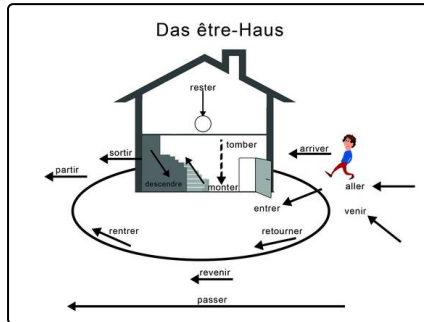 Das être-Haus
rester
sortir
tomber
arriver
partir
descendre
monter
aller
entrer
venir
rentrer
retourner
revenir
passer